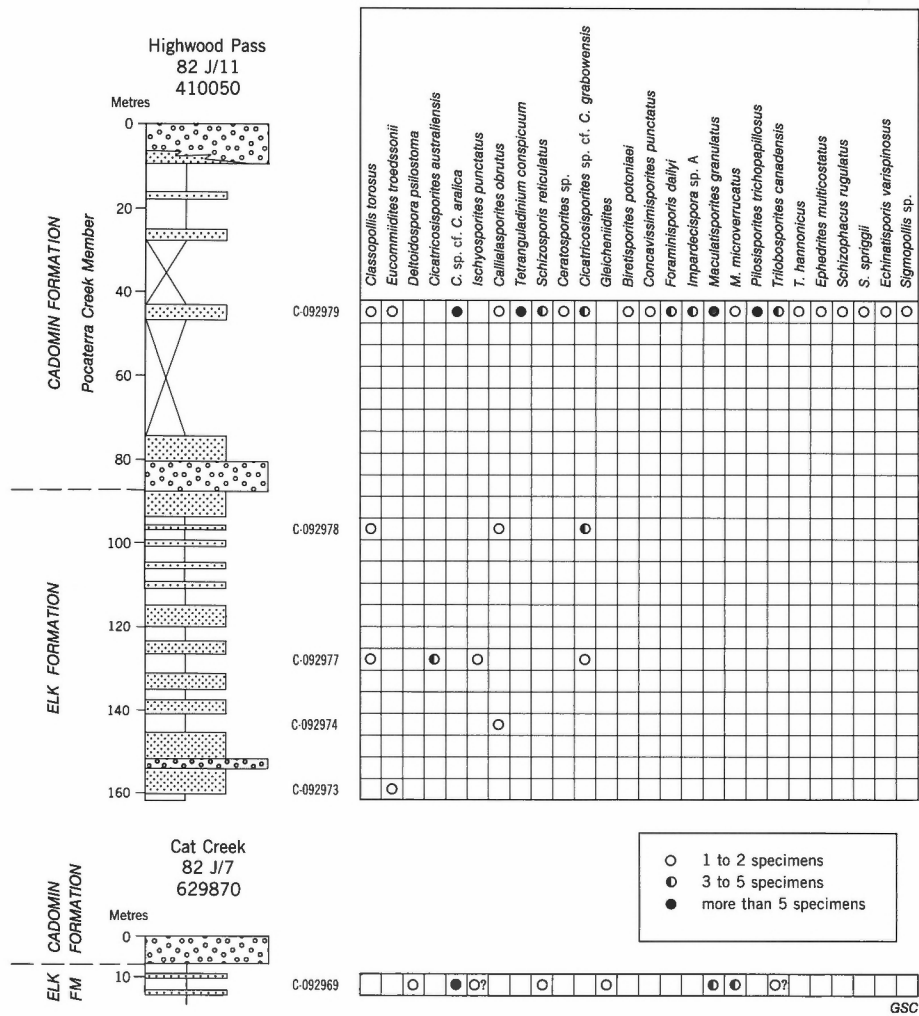 Highwood Pass
82 J/11
410050
Metres
0
20
40
60
80
100
120
140
160
CADOMIN FORMATION
Pocaterra Creek Member
ELK FORMATION
Classopollis torosus
Eucommiidites troedssonii
Deltoidospora psilostoma
Cicatricosisporites australiensis
C. sp. cf. C. aralica
Ischyosporites punctatus
Callialasporites obrutus
Tetranguladinium conspicuum
Schizosporis reticulatus
Ceratosporites sp.
Cicatricosisporites sp. cf. C. grabowensis
Gleicheniidites
Biretisporites potoniaei
Concavissimisporites punctatus
Foraminisporis dailyi
Impardecispora sp. A
Maculatisporites granulatus
M. microverrucatus
Pilosisporites trichopapillosus
Trilobosporites canadensis
T. hannonicus
Ephedrites multicostatus
Schizophacus rugulatus
S. spriggii
Echinatisporis varispinosus
Sigmopollis sp.
C-092979
C-092978
C-092977
C-092974
C-092973
Cat Creek
82 J/7
629870
Metres
0
10
CADOMIN
FORMATION
ELK
FM
1 to 2 specimens
3 to 5 specimens
more than 5 specimens
C-092969
?
?
GSC